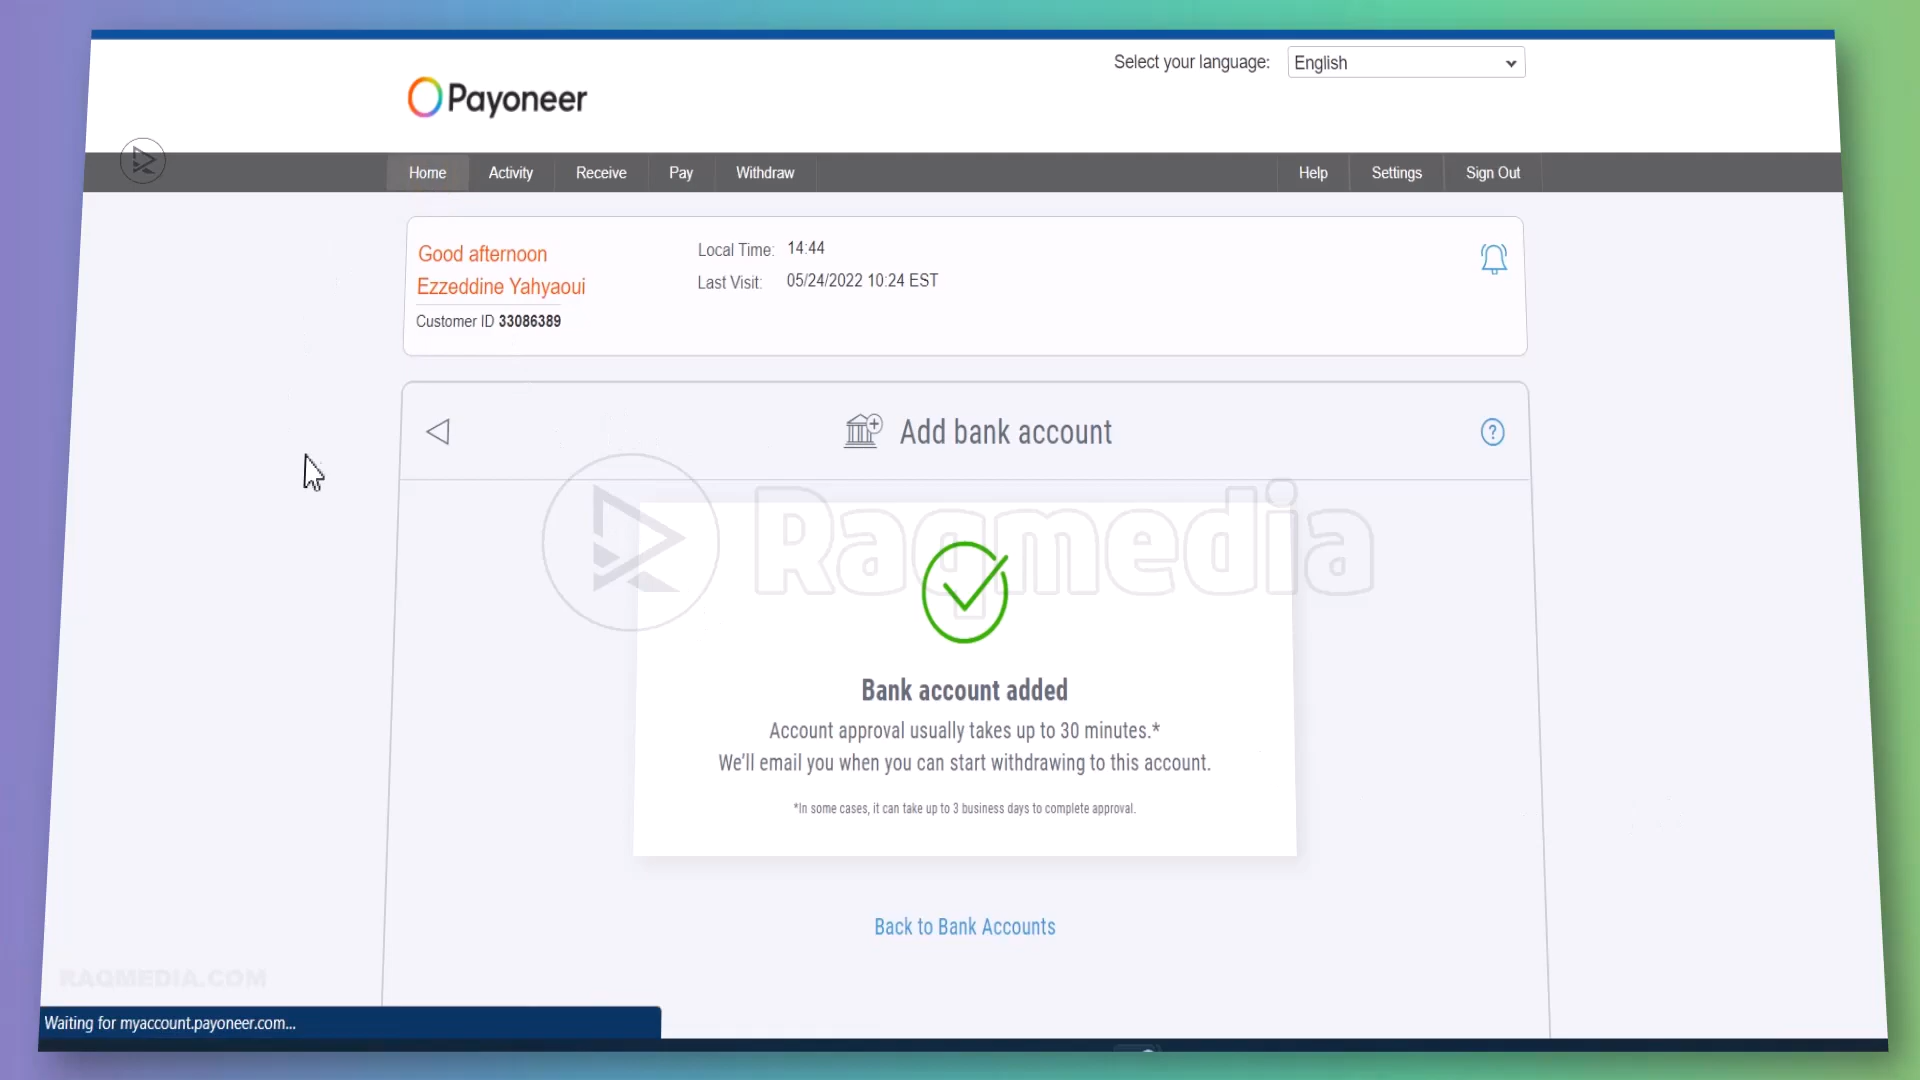 Select your language: English
Payoneer
Home Activity Receive Pay Withdraw Help Settings Sign Out
Good afternoon
Ezzeddine Yahyaoui
Customer ID 33086389
Local Time: 14:44
Last Visit: 05/24/2022 10:24 EST
Add bank account
?
Raqmedia
Bank account added
Account approval usually takes up to 30 minutes.*
We'll email you when you can start withdrawing to this account.
*In some cases, it can take up to 3 business days to complete approval.
Back to Bank Accounts
RAQMEDIA.COM
Waiting for myaccount.payoneer.com...